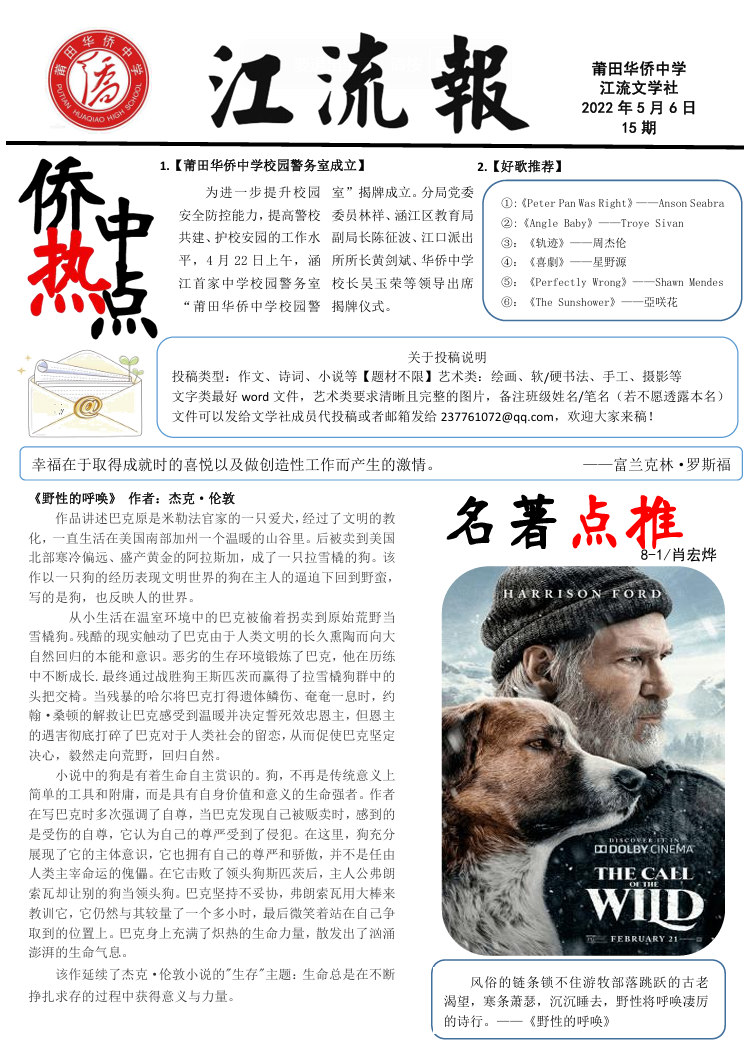 莆田华侨中学
PUTIAN HUAQIAO HIGH SCHOOL
侨
江流報
莆田华侨中学
江流文学社
2022 年 5 月 6 日
15 期
侨中
热点
1.【莆田华侨中学校园警务室成立】
为进一步提升校园
安全防控能力，提高警校
共建、护校安园的工作水
平，4 月 22 日上午，涵
江首家中学校园警务室
“莆田华侨中学校园警
室”揭牌成立。分局党委
委员林祥、涵江区教育局
副局长陈征波、江口派出
所所长黄剑斌、华侨中学
校长吴玉荣等领导出席
揭牌仪式。
2.【好歌推荐】
①:《Peter Pan Was Right》——Anson Seabra
②:《Angle Baby》——Troye Sivan
③: 《轨迹》——周杰伦
④: 《喜劇》——星野源
⑤: 《Perfectly Wrong》——Shawn Mendes
⑥: 《The Sunshower》——亞咲花
关于投稿说明
投稿类型：作文、诗词、小说等【题材不限】艺术类：绘画、软/硬书法、手工、摄影等
文字类最好 word 文件，艺术类要求清晰且完整的图片，备注班级姓名/笔名（若不愿透露本名）
文件可以发给文学社成员代投稿或者邮箱发给 237761072@qq.com，欢迎大家来稿！
幸福在于取得成就时的喜悦以及做创造性工作而产生的激情。 ——富兰克林·罗斯福
《野性的呼唤》 作者：杰克·伦敦
作品讲述巴克原是米勒法官家的一只爱犬，经过了文明的教
化，一直生活在美国南部加州一个温暖的山谷里。后被卖到美国
北部寒冷偏远、盛产黄金的阿拉斯加，成了一只拉雪橇的狗。该
作以一只狗的经历表现文明世界的狗在主人的逼迫下回到野蛮，
写的是狗，也反映人的世界。
从小生活在温室环境中的巴克被偷着拐卖到原始荒野当
雪橇狗。残酷的现实触动了巴克由于人类文明的长久熏陶而向大
自然回归的本能和意识。恶劣的生存环境锻炼了巴克，他在历练
中不断成长.最终通过战胜狗王斯匹茨而赢得了拉雪橇狗群中的
头把交椅。当残暴的哈尔将巴克打得遗体鳞伤、奄奄一息时，约
翰·桑顿的解救让巴克感受到温暖并决定誓死效忠恩主，但恩主
的遇害彻底打碎了巴克对于人类社会的留恋，从而促使巴克坚定
决心，毅然走向荒野，回归自然。
小说中的狗是有着生命自主赏识的。狗，不再是传统意义上
简单的工具和附庸，而是具有自身价值和意义的生命强者。作者
在写巴克时多次强调了自尊，当巴克发现自己被贩卖时，感到的
是受伤的自尊，它认为自己的尊严受到了侵犯。在这里，狗充分
展现了它的主体意识，它也拥有自己的尊严和骄傲，并不是任由
人类主宰命运的傀儡。在它击败了领头狗斯匹茨后，主人公弗朗
索瓦却让别的狗当领头狗。巴克坚持不妥协，弗朗索瓦用大棒来
教训它，它仍然与其较量了一个多小时，最后微笑着站在自己争
取到的位置上。巴克身上充满了炽热的生命力量，散发出了汹涌
澎湃的生命气息。
该作延续了杰克·伦敦小说的"生存"主题：生命总是在不断
挣扎求存的过程中获得意义与力量。
名著点推
8-1/肖宏烨
HARRISON FORD
DISCOVER IT IN
DOLBY CINEMA
THE CALL
OF THE
WILD
FEBRUARY 21
风俗的链条锁不住游牧部落跳跃的古老
渴望，寒条萧瑟，沉沉睡去，野性将呼唤凄厉
的诗行。——《野性的呼唤》